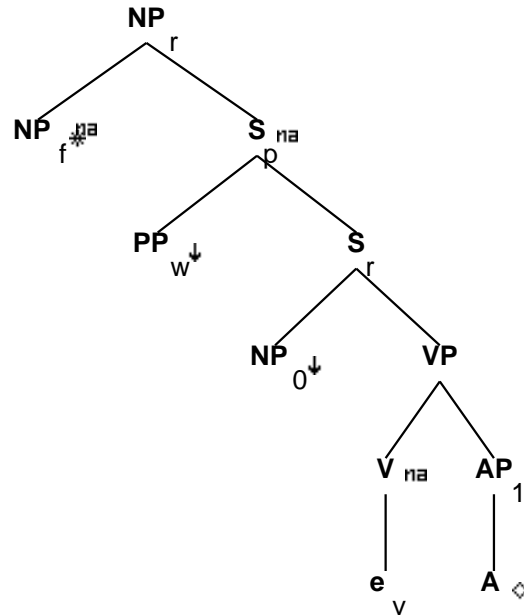 NP r
NP f * na S p na
PP w ↓ S r
NP 0 ↓ VP
V na AP 1
e v A ◇